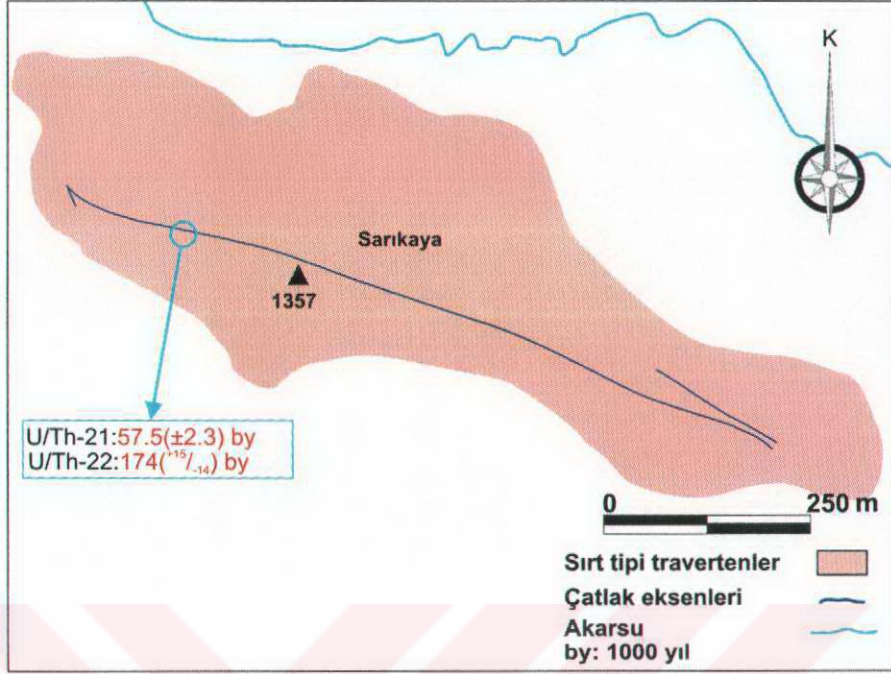 K
Sarıkaya
1357
U/Th-21:57.5(±2.3) by
U/Th-22:174(+15/-14) by
0 250 m
Sırt tipi travertenler
Çatlak eksenleri
Akarsu
by: 1000 yıl